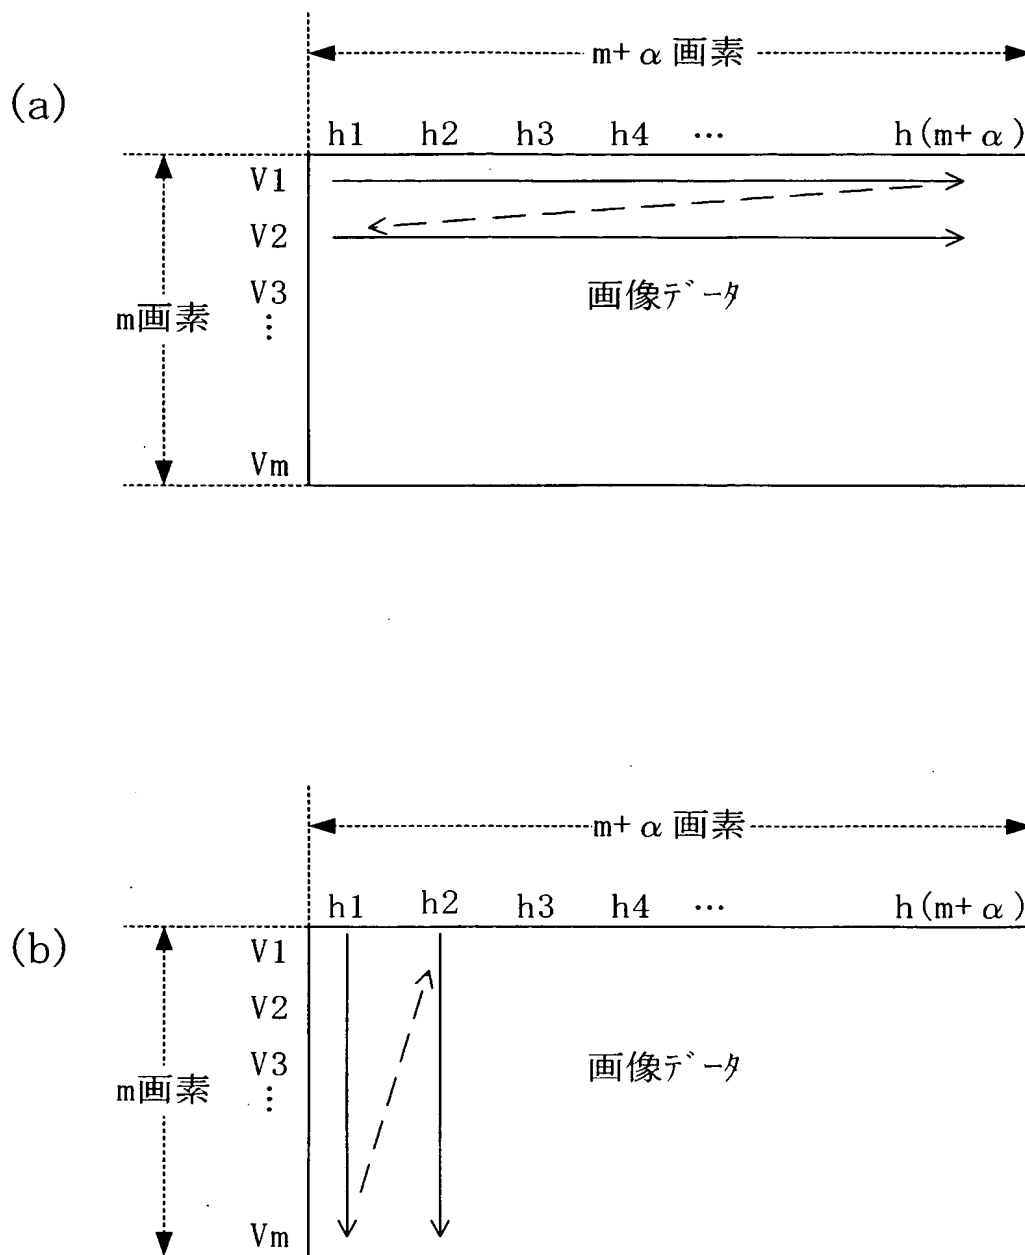 (a)
m+α画素
h1 h2 h3 h4 … h(m+α)
V1
V2
V3
⋮
Vm
m画素
画像ﾃﾞｰﾀ
(b)
m+α画素
h1 h2 h3 h4 … h(m+α)
V1
V2
V3
⋮
Vm
m画素
画像ﾃﾞｰﾀ